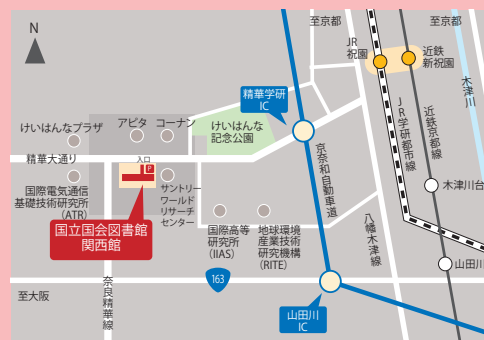 至京都
至京都
N
JR
祝園
近鉄
新祝園
木津川
精華学研
IC
アピタ
コーナン
けいはんなプラザ
けいはんな
記念公園
JR学研都市線
近鉄京都線
精華大通り
入口
P
京奈和自動車道
国際電気通信
基礎技術研究所
(ATR)
サントリー
ワールド
リサーチ
センター
木津川台
国立国会図書館
関西館
国際高等
研究所
(IIAS)
地球環境
産業技術
研究機構
(RITE)
八幡木津線
山田川
163
至大阪
奈良精華線
山田川
IC